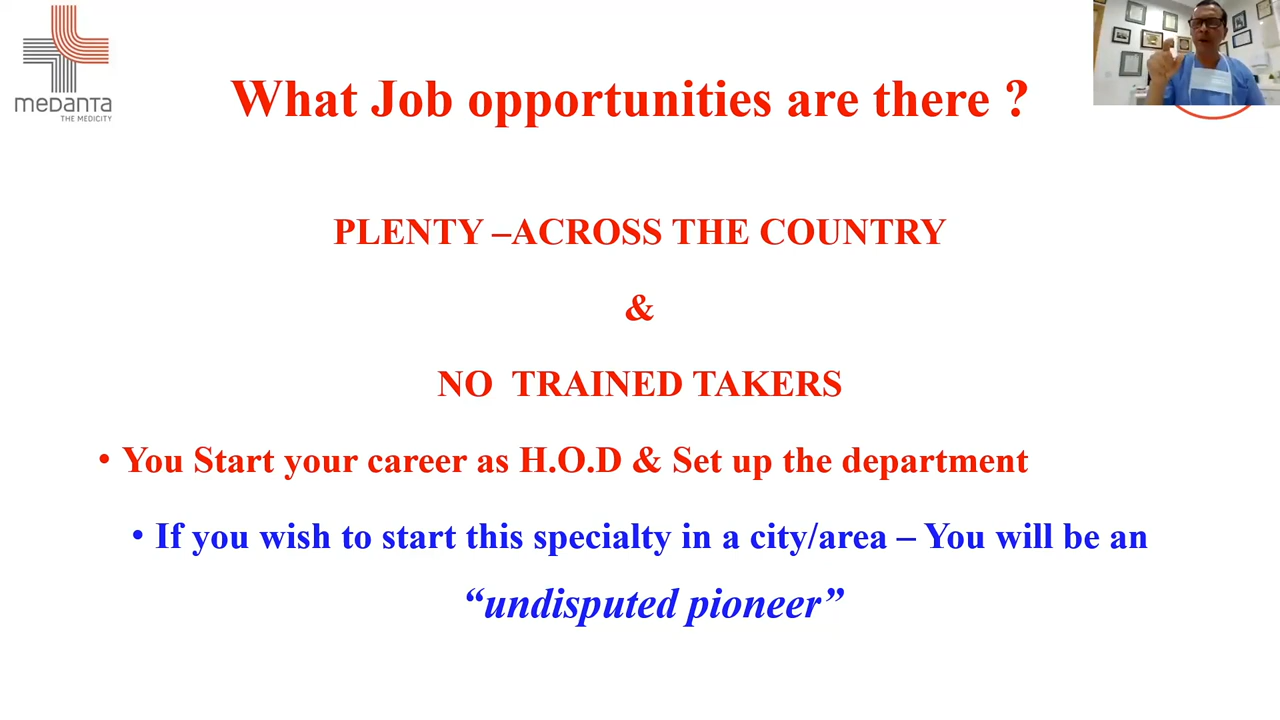 medanta
THE MEDICITY
What Job opportunities are there ?
PLENTY –ACROSS THE COUNTRY
&
NO TRAINED TAKERS
• You Start your career as H.O.D & Set up the department
• If you wish to start this specialty in a city/area – You will be an
“undisputed pioneer”